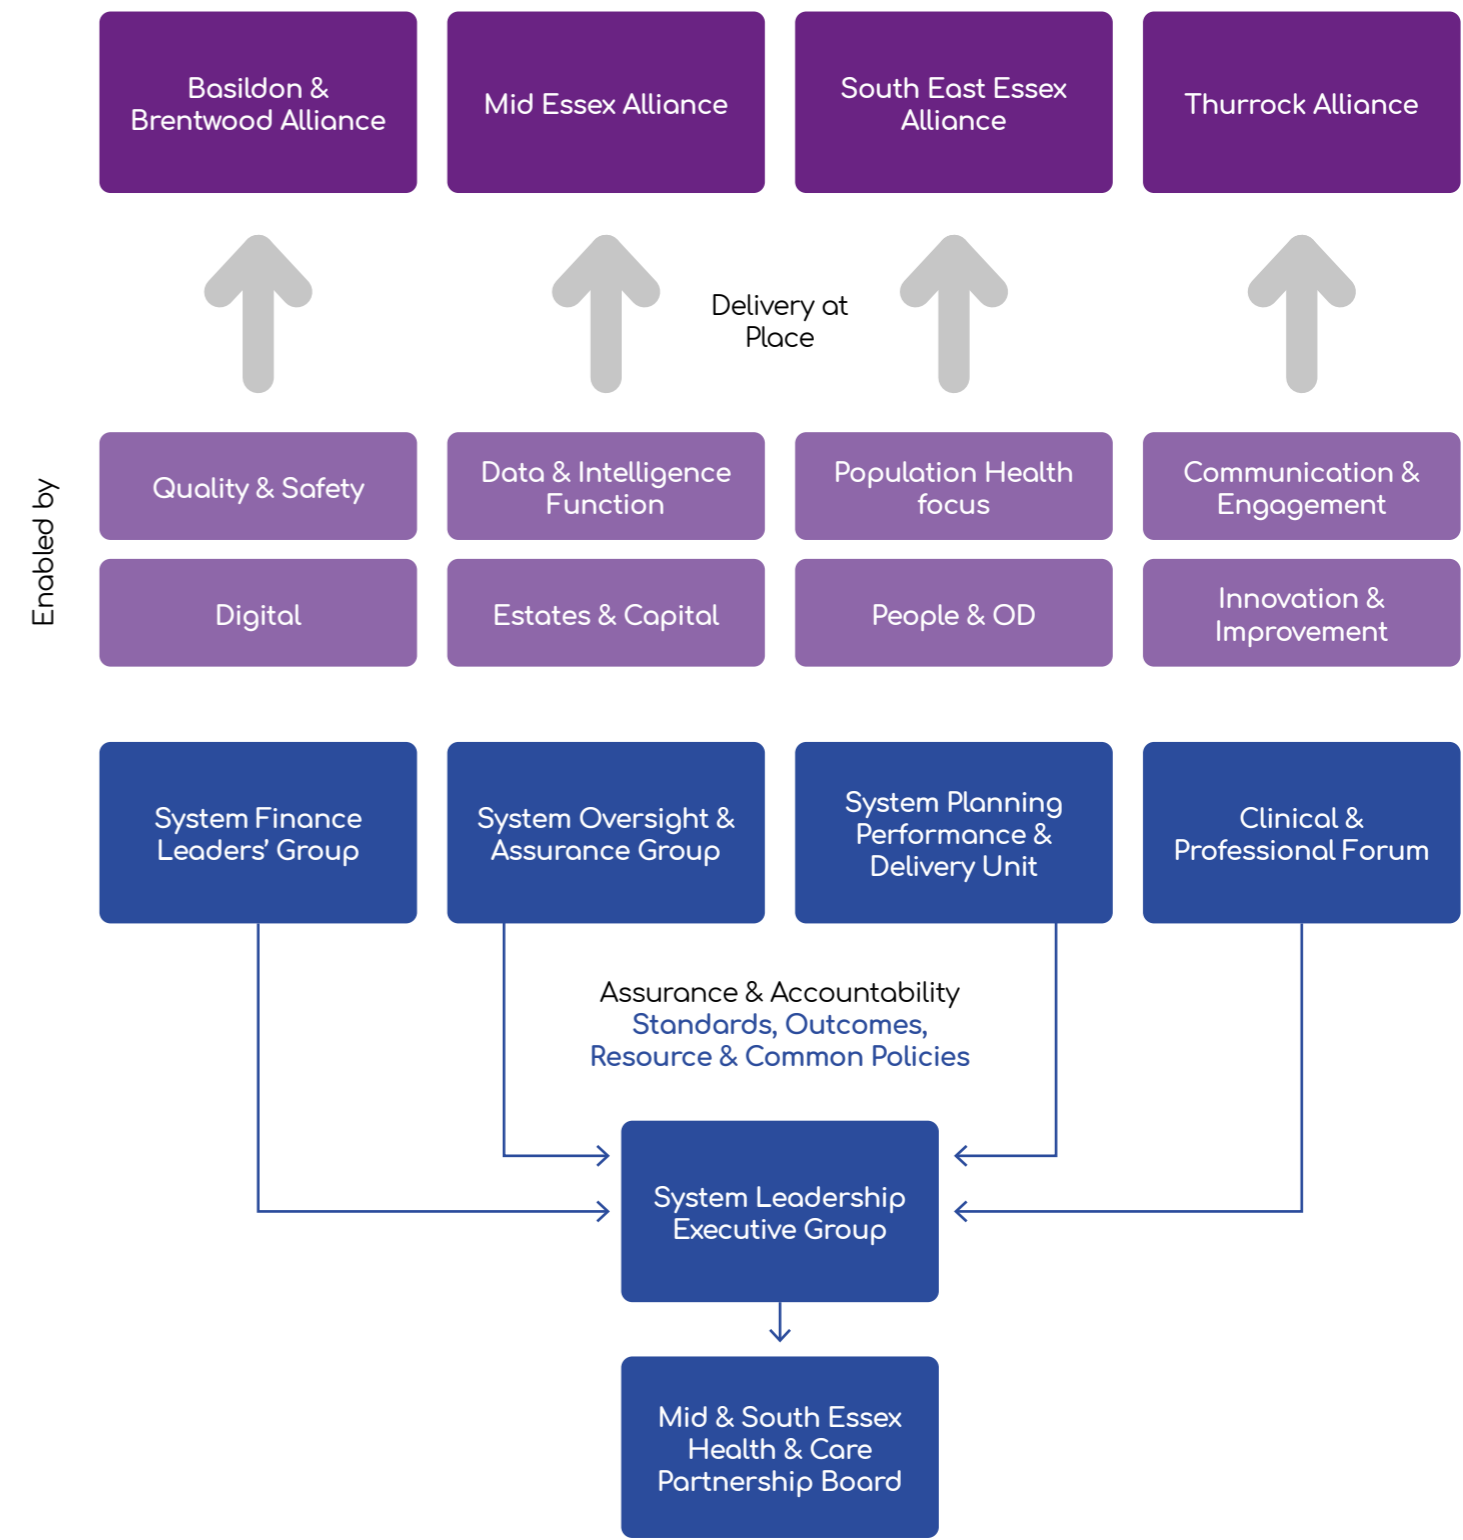 Basildon &
Brentwood Alliance
Mid Essex Alliance
South East Essex
Alliance
Thurrock Alliance
Delivery at
Place
Enabled by
Quality & Safety
Data & Intelligence
Function
Population Health
focus
Communication &
Engagement
Digital
Estates & Capital
People & OD
Innovation &
Improvement
System Finance
Leaders’ Group
System Oversight &
Assurance Group
System Planning
Performance &
Delivery Unit
Clinical &
Professional Forum
Assurance & Accountability
Standards, Outcomes,
Resource & Common Policies
System Leadership
Executive Group
Mid & South Essex
Health & Care
Partnership Board